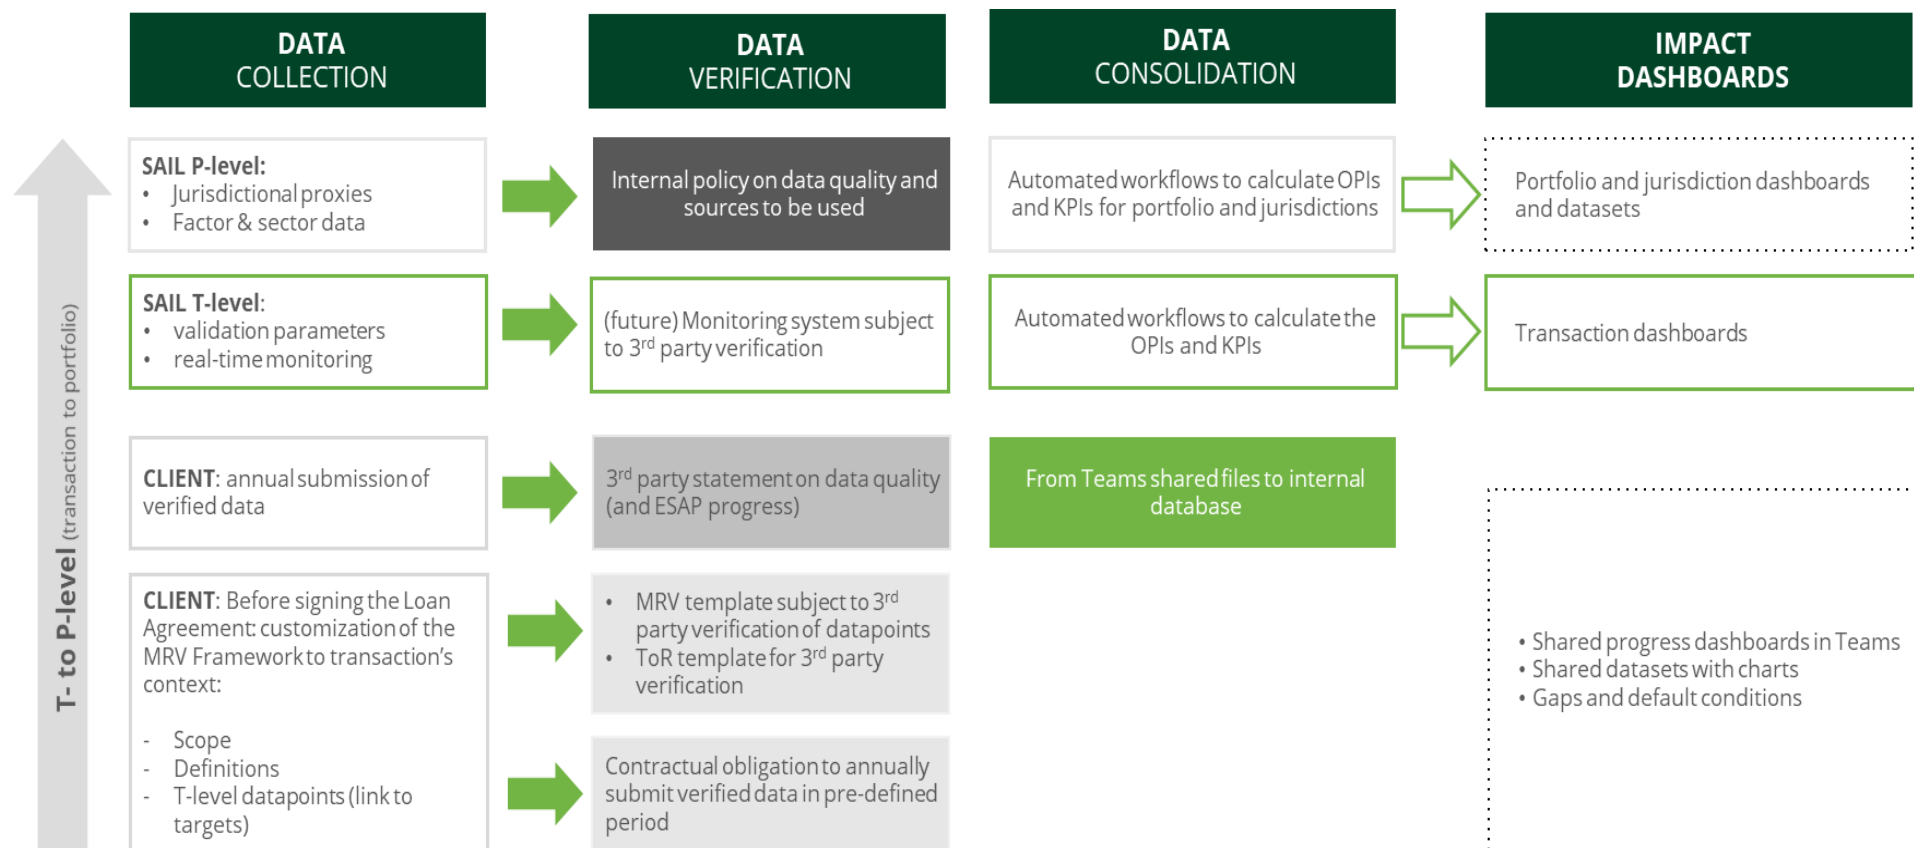 DATA
COLLECTION
DATA
VERIFICATION
DATA
CONSOLIDATION
IMPACT
DASHBOARDS
T- to P-level (transaction to portfolio)
SAIL P-level:
• Jurisdictional proxies
• Factor & sector data
Internal policy on data quality and
sources to be used
Automated workflows to calculate OPIs
and KPIs for portfolio and jurisdictions
Portfolio and jurisdiction dashboards
and datasets
SAIL T-level:
• validation parameters
• real-time monitoring
(future) Monitoring system subject
to 3rd party verification
Automated workflows to calculate the
OPIs and KPIs
Transaction dashboards
CLIENT: annual submission of
verified data
3rd party statement on data quality
(and ESAP progress)
From Teams shared files to internal
database
CLIENT: Before signing the Loan
Agreement: customization of the
MRV Framework to transaction's
context:
- Scope
- Definitions
- T-level datapoints (link to
targets)
• MRV template subject to 3rd
party verification of datapoints
• ToR template for 3rd party
verification
Contractual obligation to annually
submit verified data in pre-defined
period
• Shared progress dashboards in Teams
• Shared datasets with charts
• Gaps and default conditions